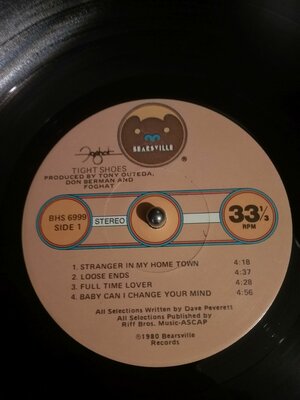 BEARSVILLE
®
Foghat
TIGHT SHOES
PRODUCED BY TONY OUTEDA,
DON BERMAN AND
FOGHAT
BHS 6999
SIDE 1
STEREO
33 1/3
RPM
1. STRANGER IN MY HOME TOWN 4:18
2. LOOSE ENDS 4:37
3. FULL TIME LOVER 4:28
4. BABY CAN I CHANGE YOUR MIND 4:56
All Selections Written by Dave Peverett
All Selections Published by
Riff Bros. Music-ASCAP
℗1980 Bearsville
Records